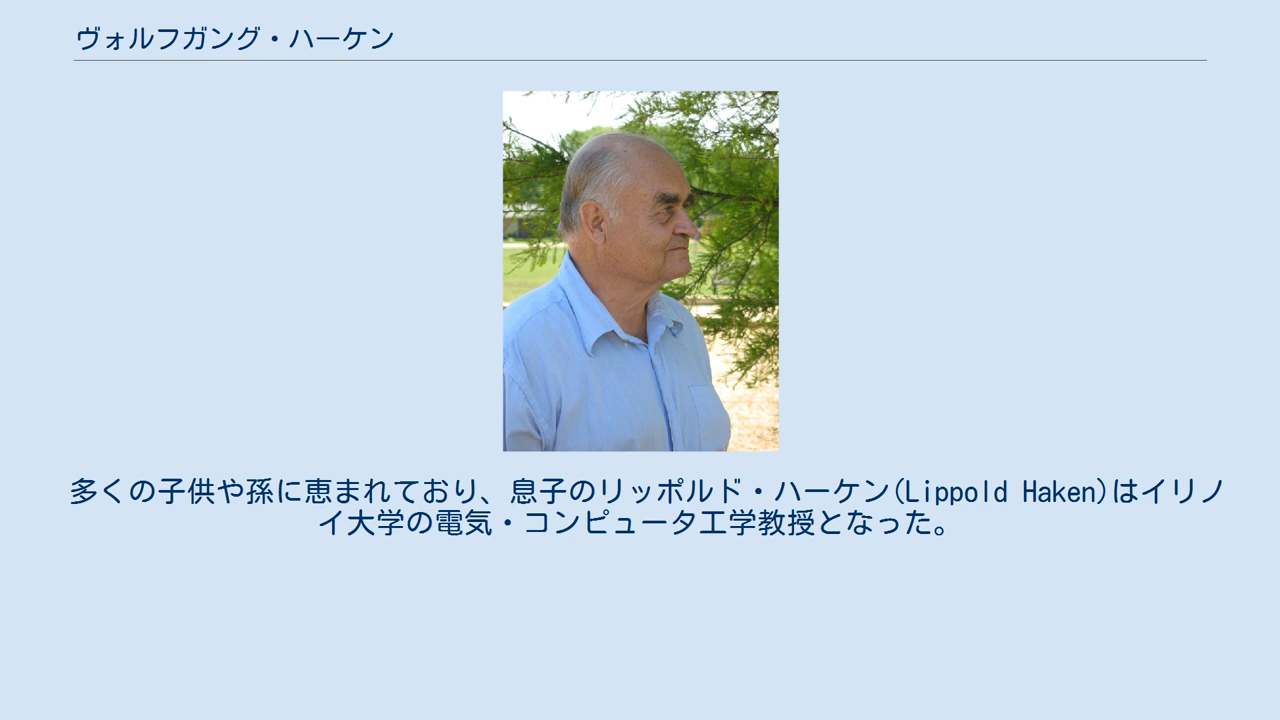 ヴォルフガング・ハーケン
多くの子供や孫に恵まれており、息子のリッポルド・ハーケン(Lippold Haken)はイリノ
イ大学の電気・コンピュータ工学教授となった。